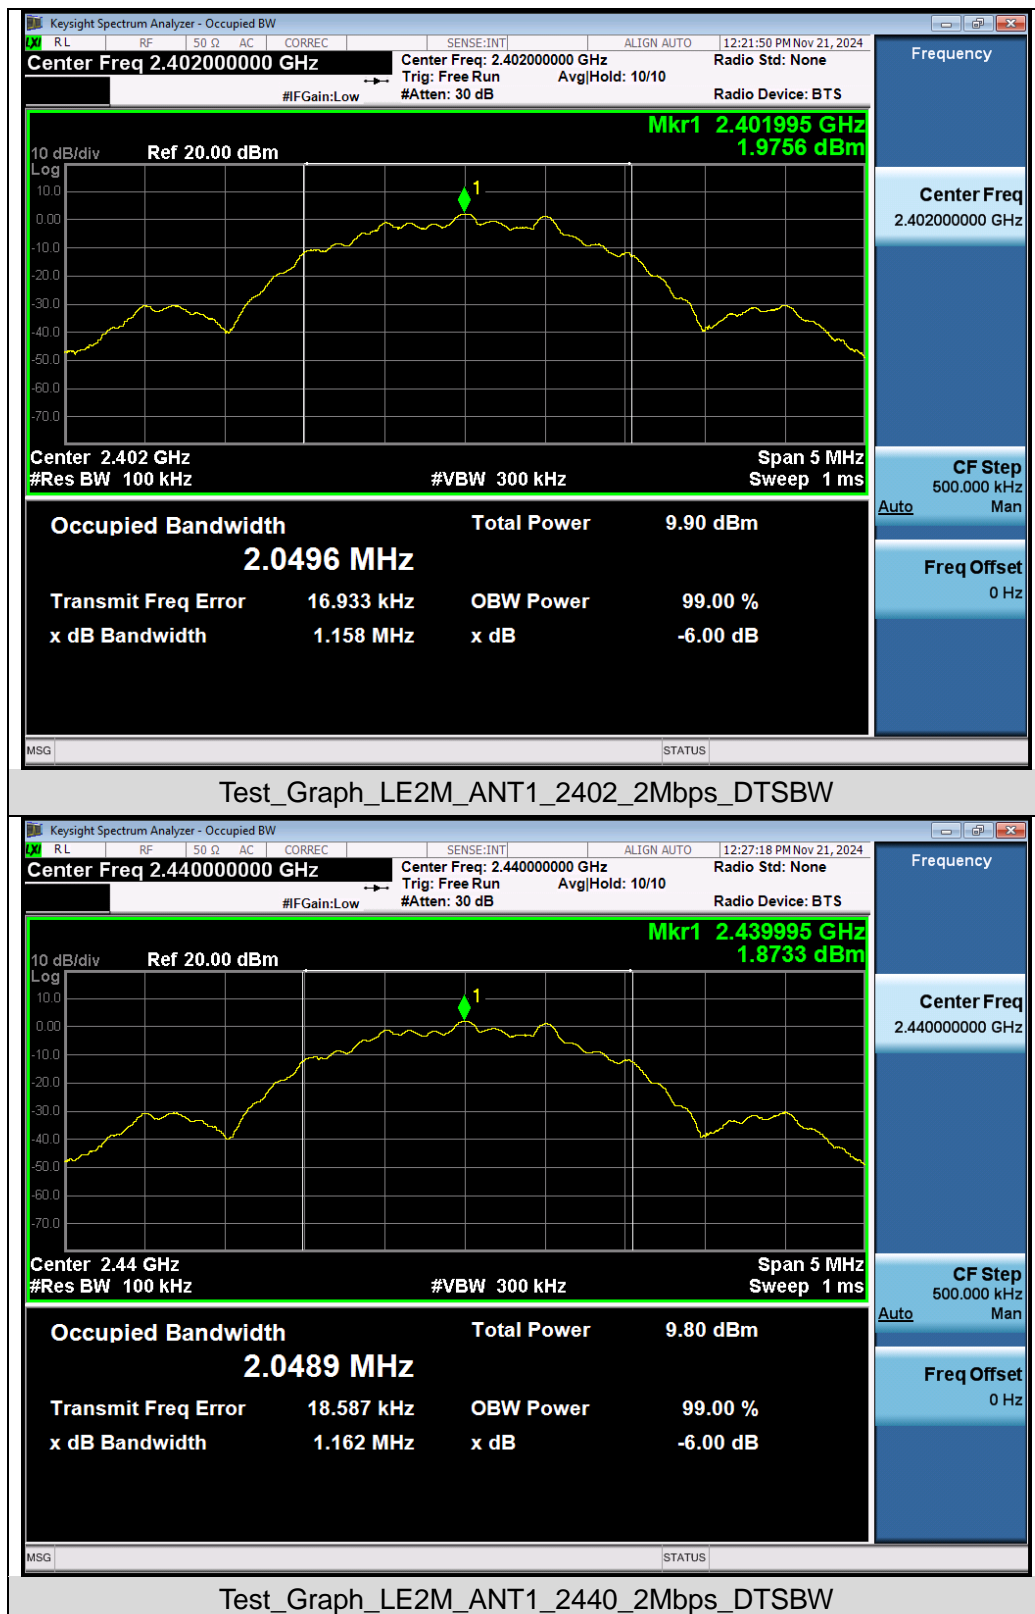 Keysight Spectrum Analyzer - Occupied BW
LXI RL RF 50 Ω AC CORREC SENSE:INT ALIGN AUTO 12:21:50 PM Nov 21, 2024
Center Freq 2.402000000 GHz Center Freq: 2.402000000 GHz Radio Std: None
Trig: Free Run Avg|Hold: 10/10
#IFGain:Low #Atten: 30 dB Radio Device: BTS
Frequency
Mkr1 2.401995 GHz
1.9756 dBm
10 dB/div Ref 20.00 dBm
Log
10.0
0.00
-10.0
-20.0
-30.0
-40.0
-50.0
-60.0
-70.0
1
Center 2.402 GHz Span 5 MHz
#Res BW 100 kHz #VBW 300 kHz Sweep 1 ms
Center Freq
2.402000000 GHz
CF Step
500.000 kHz
Auto Man
Freq Offset
0 Hz
Occupied Bandwidth Total Power 9.90 dBm
2.0496 MHz
Transmit Freq Error 16.933 kHz OBW Power 99.00 %
x dB Bandwidth 1.158 MHz x dB -6.00 dB
MSG STATUS
Test_Graph_LE2M_ANT1_2402_2Mbps_DTSBW
Keysight Spectrum Analyzer - Occupied BW
LXI RL RF 50 Ω AC CORREC SENSE:INT ALIGN AUTO 12:27:18 PM Nov 21, 2024
Center Freq 2.440000000 GHz Center Freq: 2.440000000 GHz Radio Std: None
Trig: Free Run Avg|Hold: 10/10
#IFGain:Low #Atten: 30 dB Radio Device: BTS
Frequency
Mkr1 2.439995 GHz
1.8733 dBm
10 dB/div Ref 20.00 dBm
Log
10.0
0.00
-10.0
-20.0
-30.0
-40.0
-50.0
-60.0
-70.0
1
Center 2.44 GHz Span 5 MHz
#Res BW 100 kHz #VBW 300 kHz Sweep 1 ms
Center Freq
2.440000000 GHz
CF Step
500.000 kHz
Auto Man
Freq Offset
0 Hz
Occupied Bandwidth Total Power 9.80 dBm
2.0489 MHz
Transmit Freq Error 18.587 kHz OBW Power 99.00 %
x dB Bandwidth 1.162 MHz x dB -6.00 dB
MSG STATUS
Test_Graph_LE2M_ANT1_2440_2Mbps_DTSBW